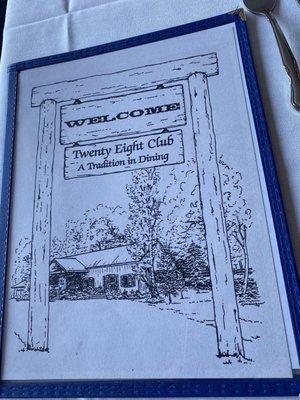 WELCOME
Twenty Eight Club
A Tradition in Dining